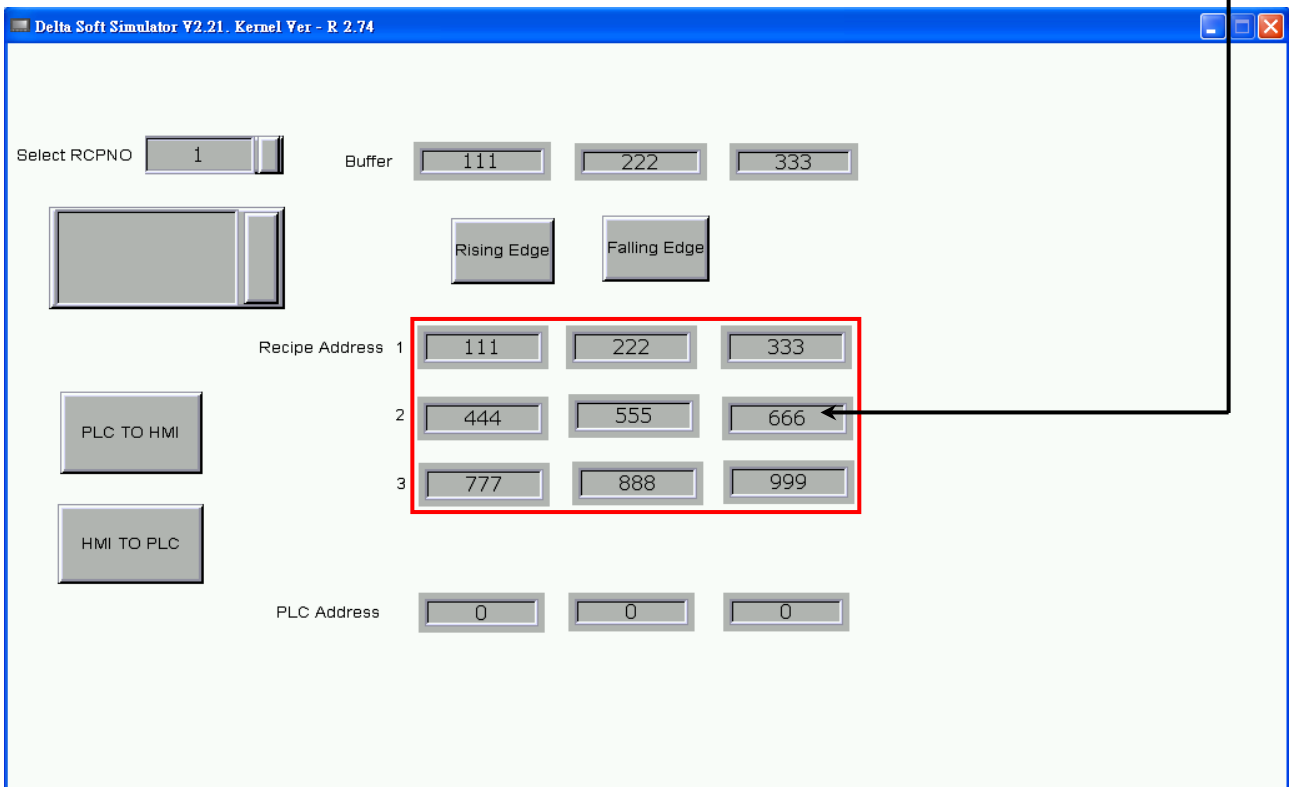 Delta Soft Simulator V2.21. Kernel Ver - R 2.74
Select RCPNO 1 Buffer 111 222 333
Rising Edge Falling Edge
Recipe Address 1 111 222 333
2 444 555 666
PLC TO HMI
3 777 888 999
HMI TO PLC
PLC Address 0 0 0